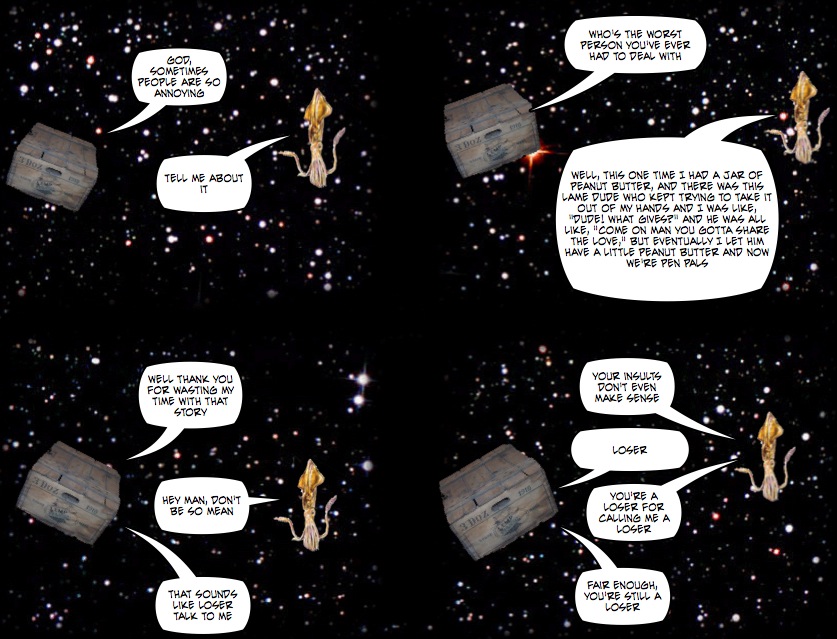 GOD,
SOMETIMES
PEOPLE ARE SO
ANNOYING
TELL ME ABOUT
IT
WHO'S THE WORST
PERSON YOU'VE EVER
HAD TO DEAL WITH
WELL, THIS ONE TIME I HAD A JAR OF
PEANUT BUTTER, AND THERE WAS THIS
LAME DUDE WHO KEPT TRYING TO TAKE IT
OUT OF MY HANDS AND I WAS LIKE,
"DUDE! WHAT GIVES?" AND HE WAS ALL
LIKE, "COME ON MAN YOU GOTTA SHARE
THE LOVE," BUT EVENTUALLY I LET HIM
HAVE A LITTLE PEANUT BUTTER AND NOW
WE'RE PEN PALS
WELL THANK YOU
FOR WASTING MY
TIME WITH THAT
STORY
HEY MAN, DON'T
BE SO MEAN
THAT SOUNDS
LIKE LOSER
TALK TO ME
YOUR INSULTS
DON'T EVEN
MAKE SENSE
LOSER
YOU'RE A
LOSER FOR
CALLING ME A
LOSER
FAIR ENOUGH,
YOU'RE STILL A
LOSER